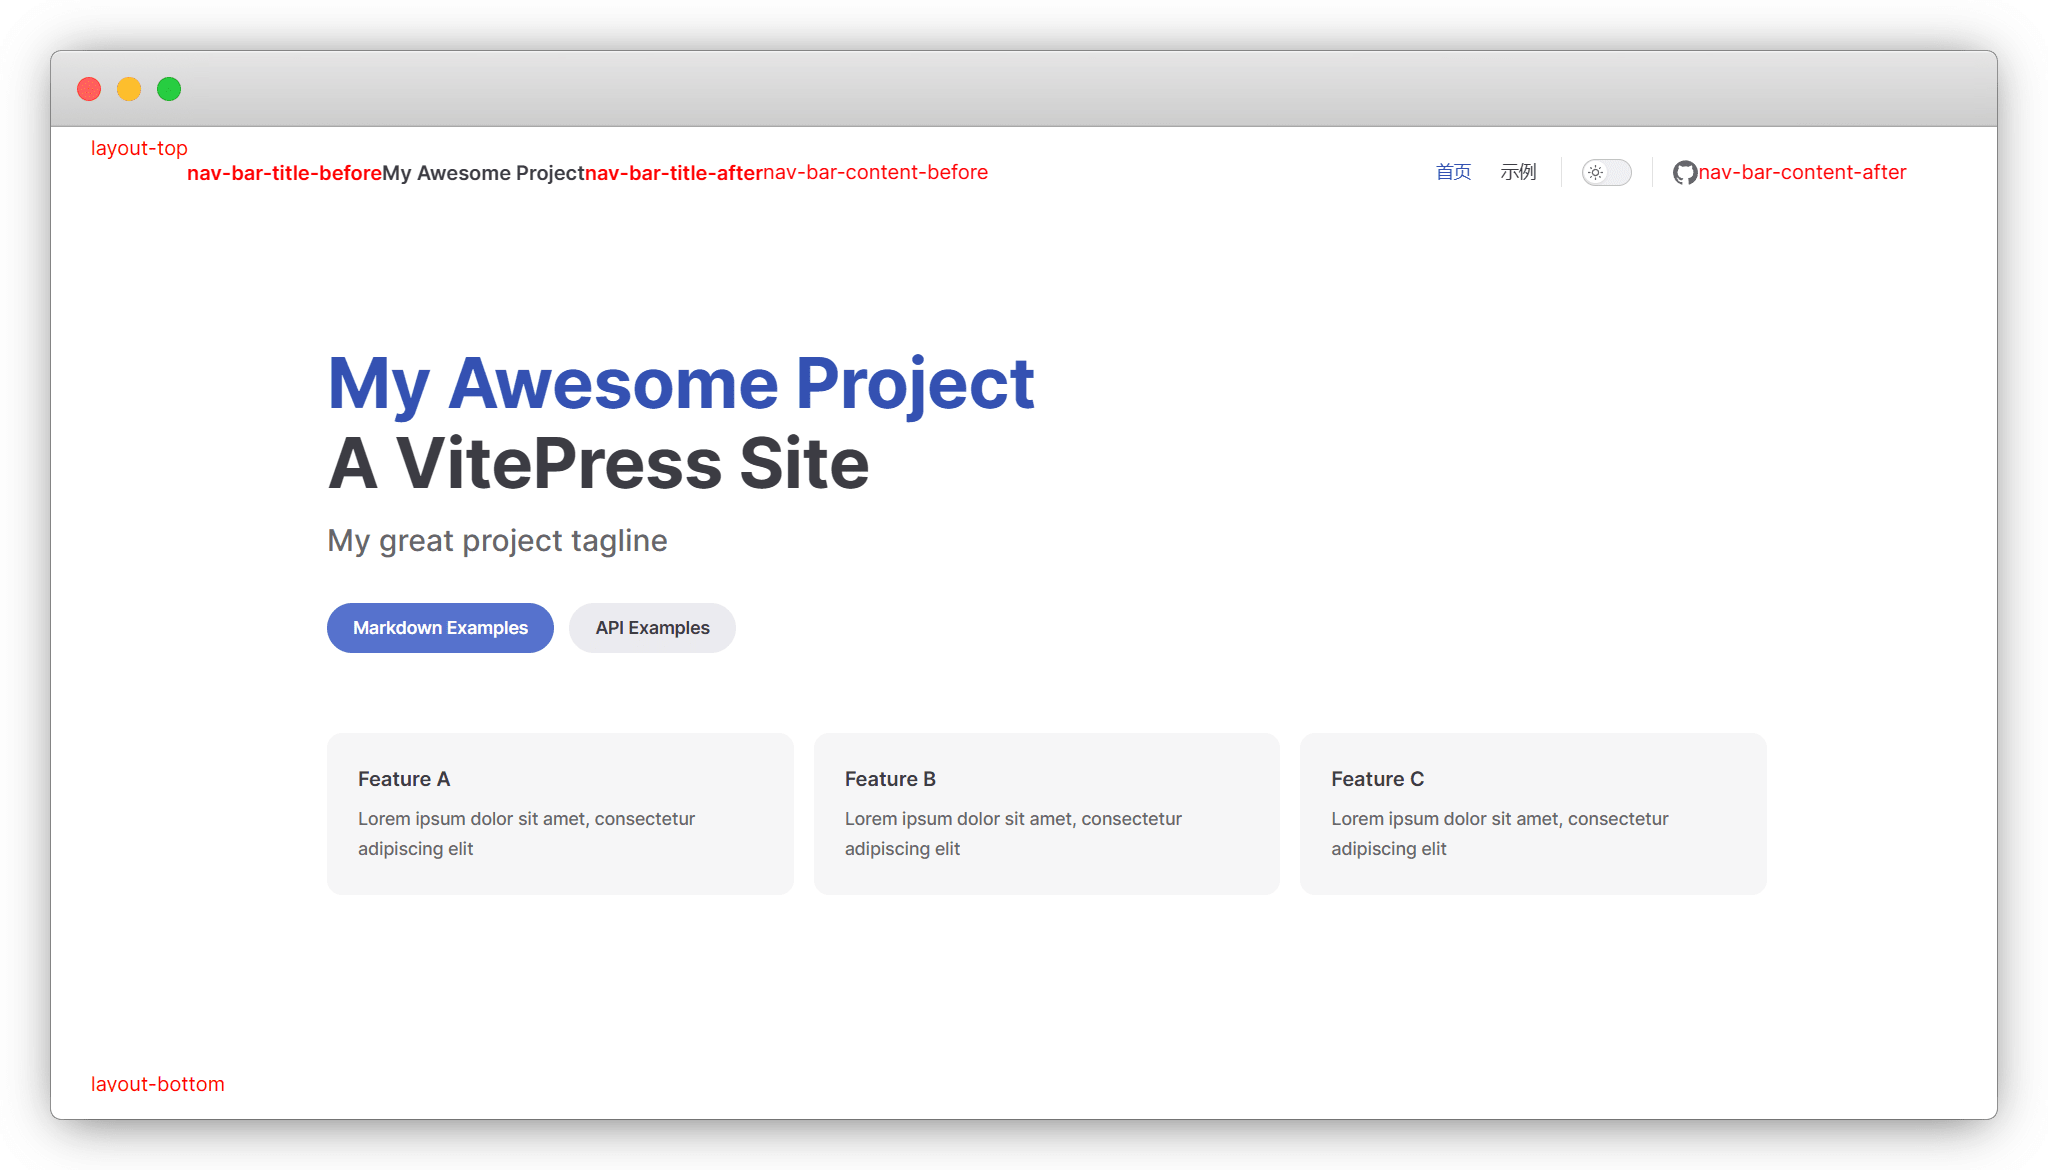 layout-top
nav-bar-title-beforeMy Awesome Projectnav-bar-title-afternav-bar-content-before 首页 示例 nav-bar-content-after
My Awesome Project
A VitePress Site
My great project tagline
Markdown Examples API Examples
Feature A
Lorem ipsum dolor sit amet, consectetur
adipiscing elit
Feature B
Lorem ipsum dolor sit amet, consectetur
adipiscing elit
Feature C
Lorem ipsum dolor sit amet, consectetur
adipiscing elit
layout-bottom